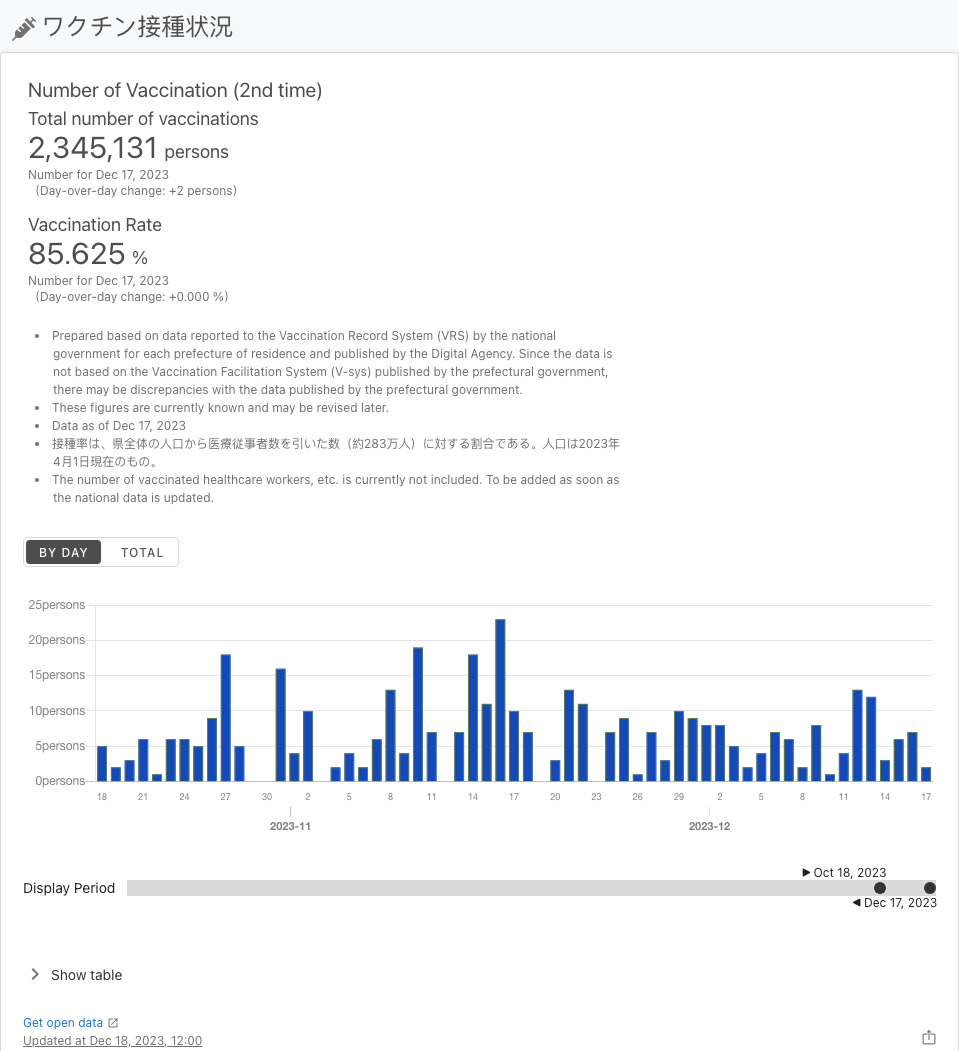 ワクチン接種状況
Number of Vaccination (2nd time)
Total number of vaccinations
2,345,131 persons
Number for Dec 17, 2023
(Day-over-day change: +2 persons)
Vaccination Rate
85.625 %
Number for Dec 17, 2023
(Day-over-day change: +0.000 %)
• Prepared based on data reported to the Vaccination Record System (VRS) by the national
government for each prefecture of residence and published by the Digital Agency. Since the data is
not based on the Vaccination Facilitation System (V-sys) published by the prefectural government,
there may be discrepancies with the data published by the prefectural government.
• These figures are currently known and may be revised later.
• Data as of Dec 17, 2023
• 接種率は、県全体の人口から医療従事者数を引いた数（約283万人）に対する割合である。人口は2023年
4月1日現在のもの。
• The number of vaccinated healthcare workers, etc. is currently not included. To be added as soon as
the national data is updated.
BY DAY TOTAL
25persons
20persons
15persons
10persons
5persons
0persons
18 21 24 27 30 2 5 8 11 14 17 20 23 26 29 2 5 8 11 14 17
2023-11 2023-12
Oct 18, 2023
Display Period
Dec 17, 2023
Show table
Get open data
Updated at Dec 18, 2023, 12:00